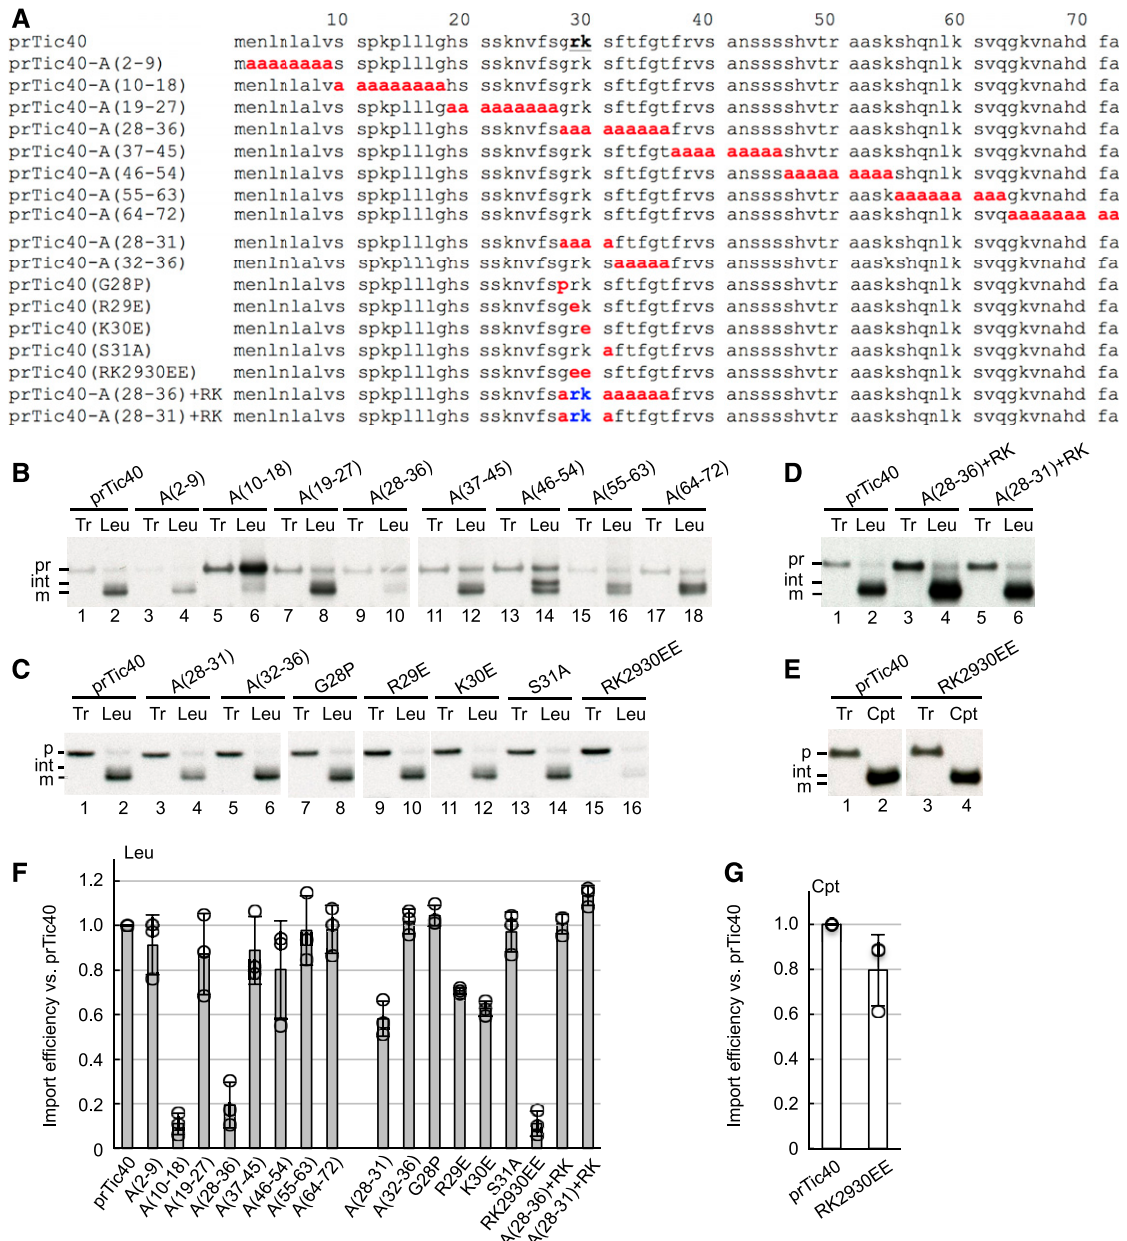 A
10 20 30 40 50 60 70
prTic40 menlnlalvs spkplllghs ssknvfsgrk sftfgtfrvs anssssshvtr aaskshqnlk svqgkvnahd fa
prTic40-A(2-9) maaaaaaaas spkplllghs ssknvfsgrk sftfgtfrvs anssssshvtr aaskshqnlk svqgkvnahd fa
prTic40-A(10-18) menlnlalva aaaaaaaahs ssknvfsgrk sftfgtfrvs anssssshvtr aaskshqnlk svqgkvnahd fa
prTic40-A(19-27) menlnlalvs spkplllgaa aaaaaaagrk sftfgtfrvs anssssshvtr aaskshqnlk svqgkvnahd fa
prTic40-A(28-36) menlnlalvs spkplllghs ssknvfsaaa aaaaaafrvs anssssshvtr aaskshqnlk svqgkvnahd fa
prTic40-A(37-45) menlnlalvs spkplllghs ssknvfsgrk sftfgtaaaa aaaaashvtr aaskshqnlk svqgkvnahd fa
prTic40-A(46-54) menlnlalvs spkplllghs ssknvfsgrk sftfgtfrvs ansssaaaaa aaaashqnlk svqgkvnahd fa
prTic40-A(55-63) menlnlalvs spkplllghs ssknvfsgrk sftfgtfrvs anssssshvtr aaskaaaaaa aaagkvnahd fa
prTic40-A(64-72) menlnlalvs spkplllghs ssknvfsgrk sftfgtfrvs anssssshvtr aaskshqnlk svqaaaaaaa aa
prTic40-A(28-31) menlnlalvs spkplllghs ssknvfsaaa aftfgtfrvs anssssshvtr aaskshqnlk svqgkvnahd fa
prTic40-A(32-36) menlnlalvs spkplllghs ssknvfsgrk saaaaafrvs anssssshvtr aaskshqnlk svqgkvnahd fa
prTic40(G28P) menlnlalvs spkplllghs ssknvfsprk sftfgtfrvs anssssshvtr aaskshqnlk svqgkvnahd fa
prTic40(R29E) menlnlalvs spkplllghs ssknvfsgek sftfgtfrvs anssssshvtr aaskshqnlk svqgkvnahd fa
prTic40(K30E) menlnlalvs spkplllghs ssknvfsgre sftfgtfrvs anssssshvtr aaskshqnlk svqgkvnahd fa
prTic40(S31A) menlnlalvs spkplllghs ssknvfsgrk aftfgtfrvs anssssshvtr aaskshqnlk svqgkvnahd fa
prTic40(RK2930EE) menlnlalvs spkplllghs ssknvfsgee sftfgtfrvs anssssshvtr aaskshqnlk svqgkvnahd fa
prTic40-A(28-36)+RK menlnlalvs spkplllghs ssknvfsark aaaaaafrvs anssssshvtr aaskshqnlk svqgkvnahd fa
prTic40-A(28-31)+RK menlnlalvs spkplllghs ssknvfsark aftfgtfrvs anssssshvtr aaskshqnlk svqgkvnahd fa
B
prTic40 A(2-9) A(10-18) A(19-27) A(28-36) A(37-45) A(46-54) A(55-63) A(64-72)
Tr Leu Tr Leu Tr Leu Tr Leu Tr Leu Tr Leu Tr Leu Tr Leu Tr Leu
pr
int
m
1 2 3 4 5 6 7 8 9 10 11 12 13 14 15 16 17 18
D
prTic40 A(28-36)+RK A(28-31)+RK
Tr Leu Tr Leu Tr Leu
pr
int
m
1 2 3 4 5 6
C
prTic40 A(28-31) A(32-36) G28P R29E K30E S31A RK2930EE
Tr Leu Tr Leu Tr Leu Tr Leu Tr Leu Tr Leu Tr Leu Tr Leu
p
int
m
1 2 3 4 5 6 7 8 9 10 11 12 13 14 15 16
E
prTic40 RK2930EE
Tr Cpt Tr Cpt
p
int
m
1 2 3 4
F
Leu
Import efficiency vs. prTic40
1.2
1.0
0.8
0.6
0.4
0.2
0
prTic40 A(2-9) A(10-18) A(19-27) A(28-36) A(37-45) A(46-54) A(55-63) A(64-72) A(28-31) A(32-36) G28P R29E K30E S31A RK2930EE A(28-36)+RK A(28-31)+RK
G
Cpt
Import efficiency vs. prTic40
1.0
0.8
0.6
0.4
0.2
0
prTic40 RK2930EE